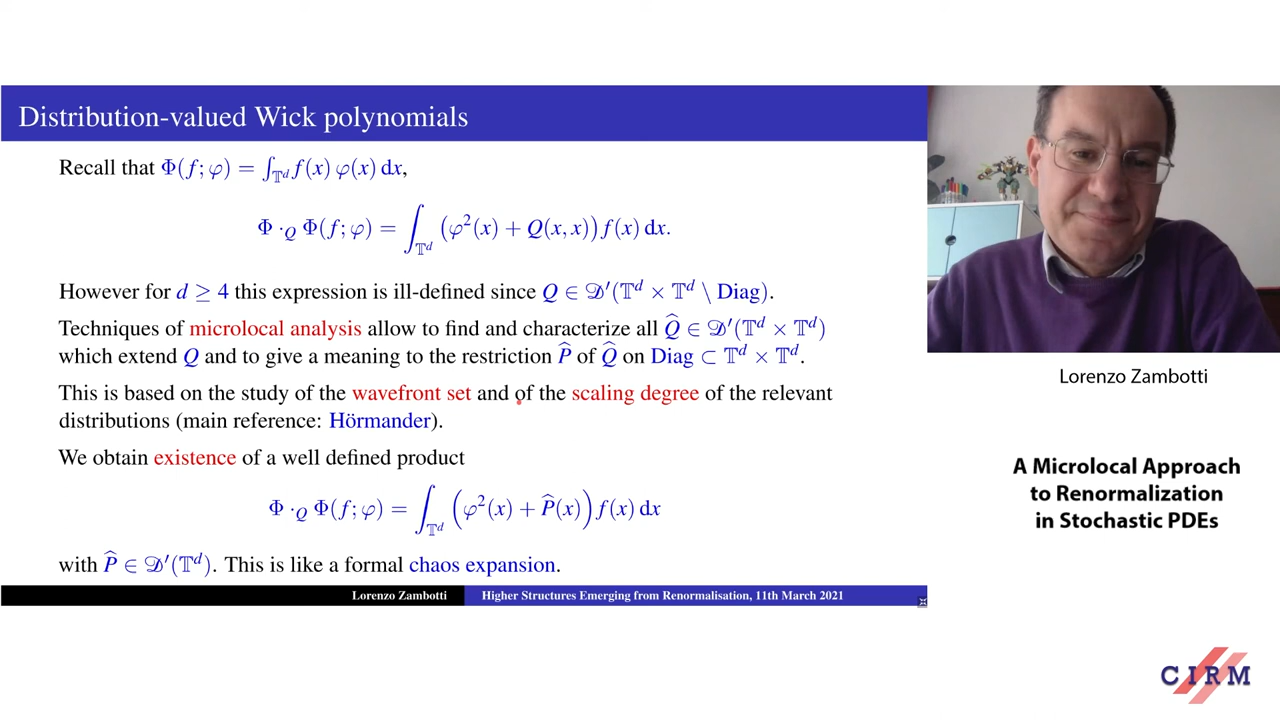 Distribution-valued Wick polynomials
Recall that Φ(f; φ) = ∫_{𝕋^d} f(x) φ(x) dx,
Φ ·_Q Φ(f; φ) = ∫_{𝕋^d} (φ²(x) + Q(x, x)) f(x) dx.
However for d ≥ 4 this expression is ill-defined since Q ∈ 𝒟′(𝕋^d × 𝕋^d \ Diag).
Techniques of microlocal analysis allow to find and characterize all Q̂ ∈ 𝒟′(𝕋^d × 𝕋^d)
which extend Q and to give a meaning to the restriction P̂ of Q̂ on Diag ⊂ 𝕋^d × 𝕋^d.
This is based on the study of the wavefront set and of the scaling degree of the relevant
distributions (main reference: Hörmander).
We obtain existence of a well defined product
Φ ·_Q Φ(f; φ) = ∫_{𝕋^d} (φ²(x) + P̂(x)) f(x) dx
with P̂ ∈ 𝒟′(𝕋^d). This is like a formal chaos expansion.
Lorenzo Zambotti Higher Structures Emerging from Renormalisation, 11th March 2021
Lorenzo Zambotti
A Microlocal Approach
to Renormalization
in Stochastic PDEs
CIRM